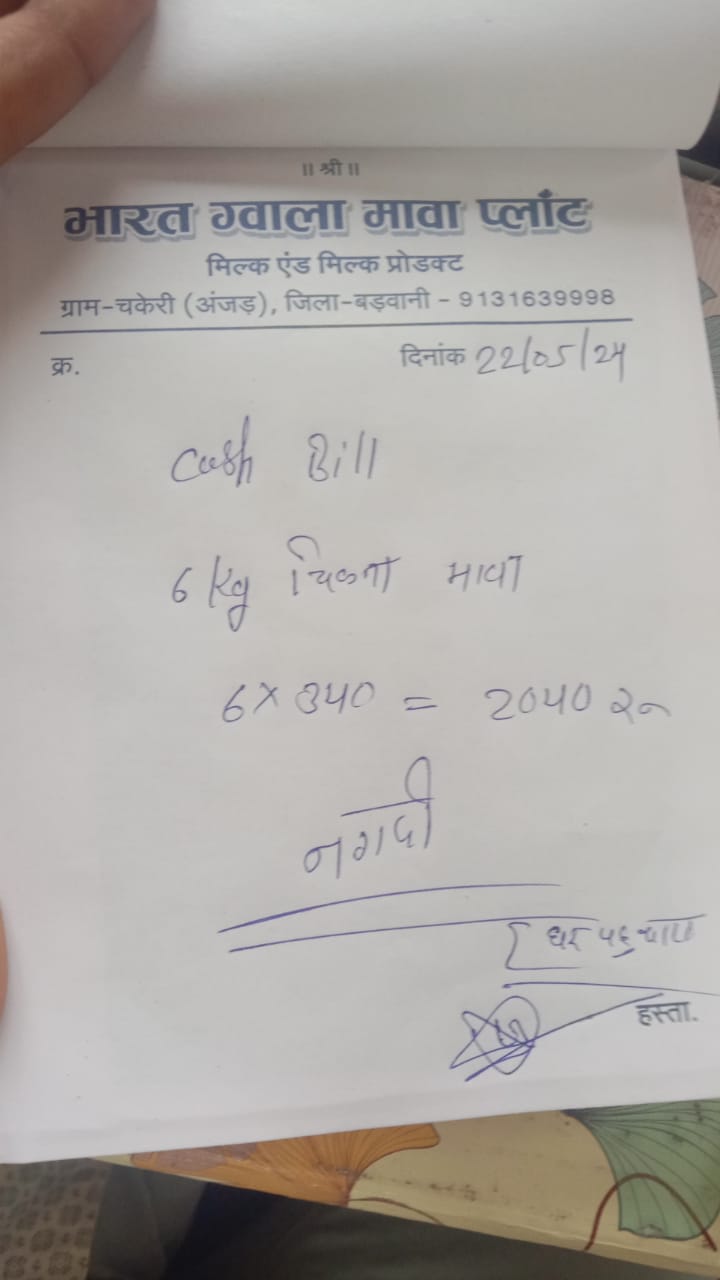 ॥ श्री ॥
भारत ग्वाला मावा प्लांट
मिल्क एंड मिल्क प्रोडक्ट
ग्राम-चकेरी (अंजड़), जिला-बड़वानी - 9131639998
क्र. दिनांक 22/05/24
Cash Bill
6 Kg चिकना मावा
6 × 340 = 2040 रु
नगदी
घर पहुचाय
हस्ता.